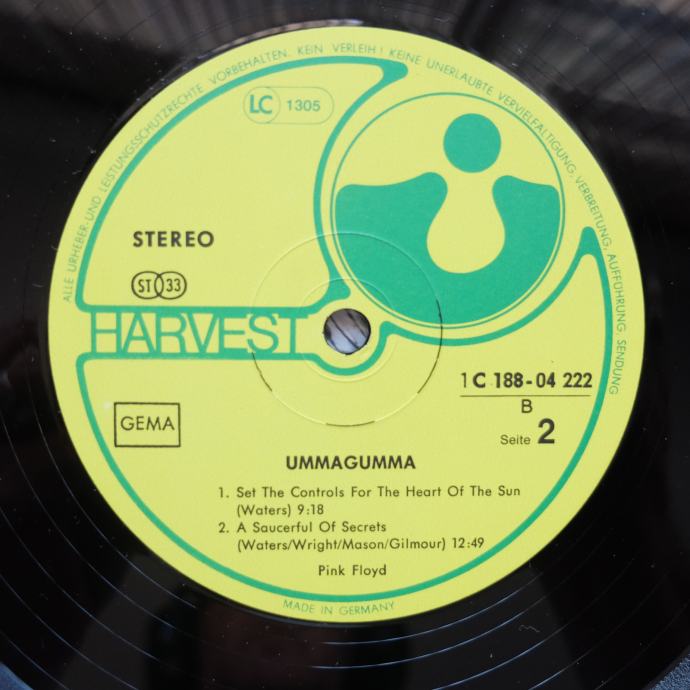 ALLE URHEBER- UND LEISTUNGSSCHUTZRECHTE VORBEHALTEN. KEIN VERLEIH! KEINE UNERLAUBTE VERVIELFÄLTIGUNG, VERBREITUNG, AUFFÜHRUNG, SENDUNG
LC 1305
STEREO
ST 33
HARVEST
1C 188-04 222
B
Seite 2
GEMA
UMMAGUMMA
1. Set The Controls For The Heart Of The Sun
(Waters) 9:18
2. A Saucerful Of Secrets
(Waters/Wright/Mason/Gilmour) 12:49
Pink Floyd
MADE IN GERMANY